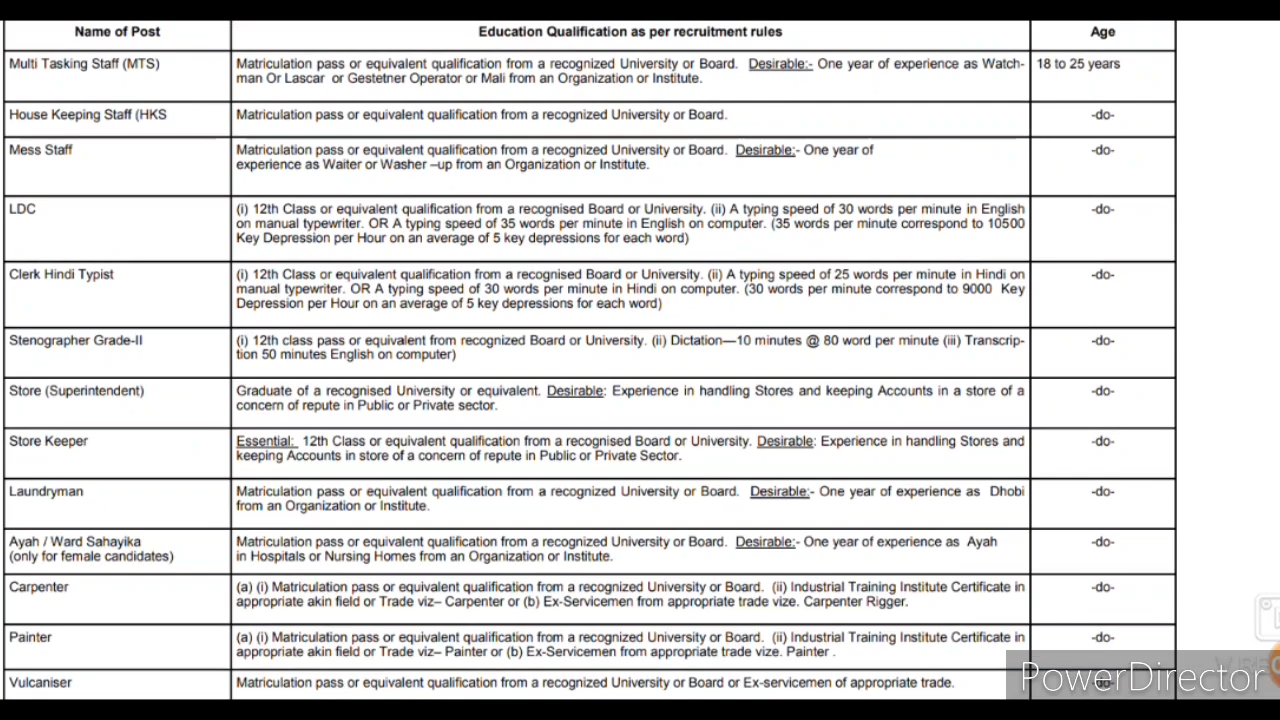 Name of Post Education Qualification as per recruitment rules Age
Multi Tasking Staff (MTS) Matriculation pass or equivalent qualification from a recognized University or Board. Desirable:- One year of experience as Watch- 18 to 25 years
man Or Lascar or Gestetner Operator or Mali from an Organization or Institute.
House Keeping Staff (HKS Matriculation pass or equivalent qualification from a recognized University or Board. -do-
Mess Staff Matriculation pass or equivalent qualification from a recognized University or Board. Desirable:- One year of -do-
experience as Waiter or Washer –up from an Organization or Institute.
LDC (i) 12th Class or equivalent qualification from a recognised Board or University. (ii) A typing speed of 30 words per minute in English -do-
on manual typewriter. OR A typing speed of 35 words per minute in English on computer. (35 words per minute correspond to 10500
Key Depression per Hour on an average of 5 key depressions for each word)
Clerk Hindi Typist (i) 12th Class or equivalent qualification from a recognised Board or University. (ii) A typing speed of 25 words per minute in Hindi on -do-
manual typewriter. OR A typing speed of 30 words per minute in Hindi on computer. (30 words per minute correspond to 9000 Key
Depression per Hour on an average of 5 key depressions for each word)
Stenographer Grade-II (i) 12th class pass or equivalent from recognized Board or University. (ii) Dictation—10 minutes @ 80 word per minute (iii) Transcrip- -do-
tion 50 minutes English on computer)
Store (Superintendent) Graduate of a recognised University or equivalent. Desirable: Experience in handling Stores and keeping Accounts in a store of a -do-
concern of repute in Public or Private sector.
Store Keeper Essential: 12th Class or equivalent qualification from a recognised Board or University. Desirable: Experience in handling Stores and -do-
keeping Accounts in store of a concern of repute in Public or Private Sector.
Laundryman Matriculation pass or equivalent qualification from a recognized University or Board. Desirable:- One year of experience as Dhobi -do-
from an Organization or Institute.
Ayah / Ward Sahayika Matriculation pass or equivalent qualification from a recognized University or Board. Desirable:- One year of experience as Ayah -do-
(only for female candidates) in Hospitals or Nursing Homes from an Organization or Institute.
Carpenter (a) (i) Matriculation pass or equivalent qualification from a recognized University or Board. (ii) Industrial Training Institute Certificate in -do-
appropriate akin field or Trade viz– Carpenter or (b) Ex-Servicemen from appropriate trade vize. Carpenter Rigger.
Painter (a) (i) Matriculation pass or equivalent qualification from a recognized University or Board. (ii) Industrial Training Institute Certificate in -do-
appropriate akin field or Trade viz– Painter or (b) Ex-Servicemen from appropriate trade vize. Painter .
Vulcaniser Matriculation pass or equivalent qualification from a recognized University or Board or Ex-servicemen of appropriate trade. -do-
PowerDirector